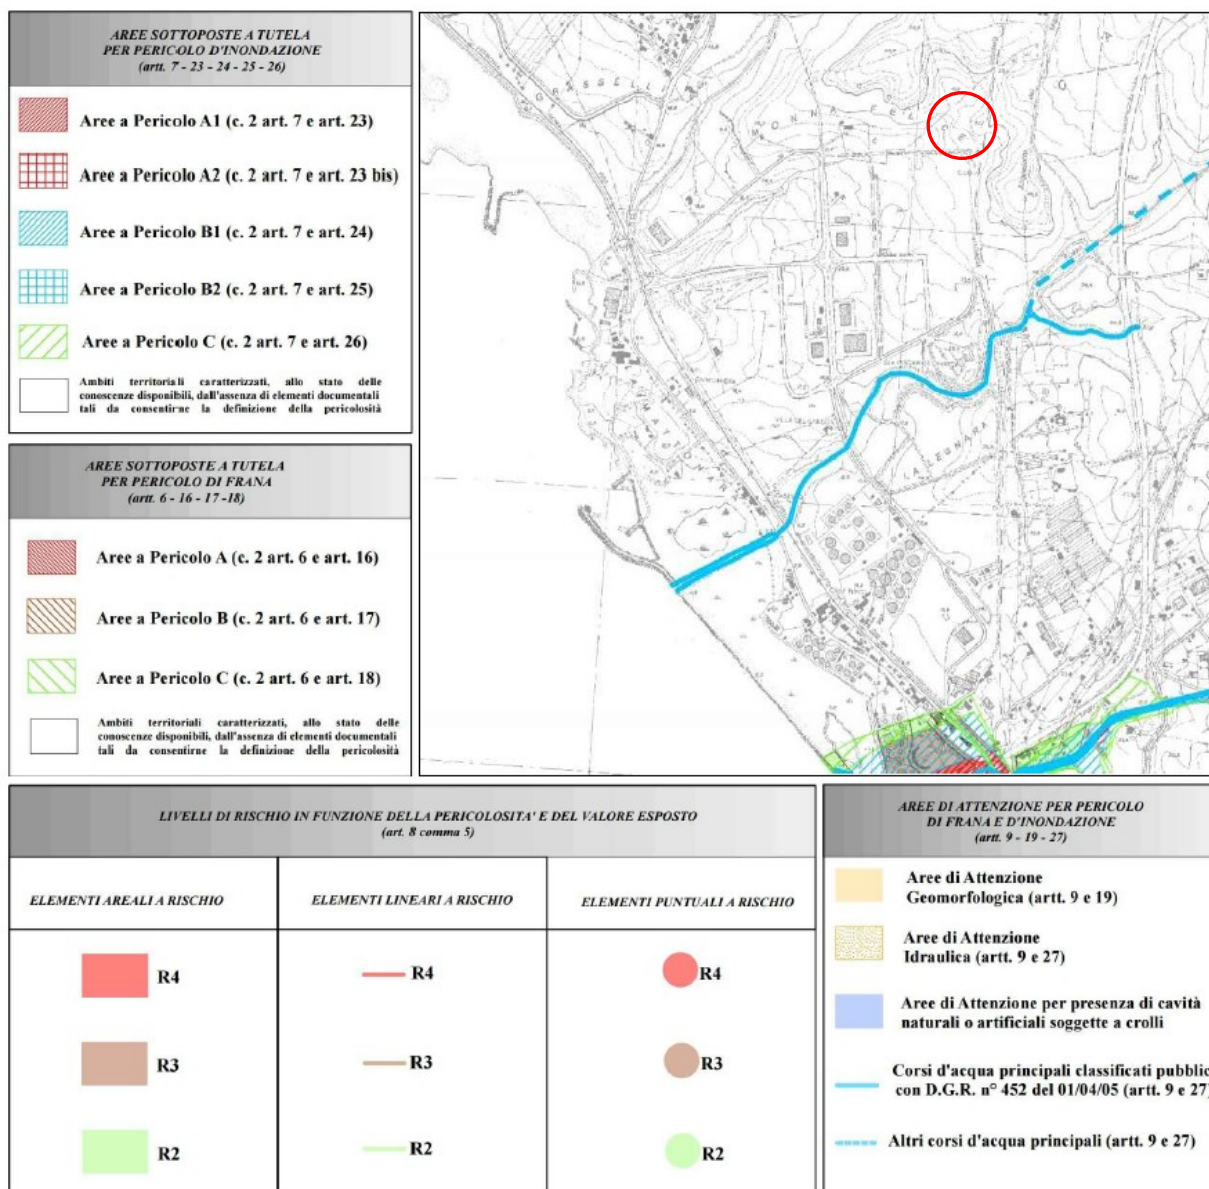 AREE SOTTOPOSTE A TUTELA
PER PERICOLO D'INONDAZIONE
(artt. 7 - 23 - 24 - 25 - 26)
Aree a Pericolo A1 (c. 2 art. 7 e art. 23)
Aree a Pericolo A2 (c. 2 art. 7 e art. 23 bis)
Aree a Pericolo B1 (c. 2 art. 7 e art. 24)
Aree a Pericolo B2 (c. 2 art. 7 e art. 25)
Aree a Pericolo C (c. 2 art. 7 e art. 26)
Ambiti territoriali caratterizzati, allo stato delle
conoscenze disponibili, dall'assenza di elementi documentali
tali da consentirne la definizione della pericolosità
AREE SOTTOPOSTE A TUTELA
PER PERICOLO DI FRANA
(artt. 6 - 16 - 17 -18)
Aree a Pericolo A (c. 2 art. 6 e art. 16)
Aree a Pericolo B (c. 2 art. 6 e art. 17)
Aree a Pericolo C (c. 2 art. 6 e art. 18)
Ambiti territoriali caratterizzati, allo stato delle
conoscenze disponibili, dall'assenza di elementi documentali
tali da consentirne la definizione della pericolosità
LIVELLI DI RISCHIO IN FUNZIONE DELLA PERICOLOSITA' E DEL VALORE ESPOSTO
(art. 8 comma 5)
ELEMENTI AREALI A RISCHIO
R4
R3
R2
ELEMENTI LINEARI A RISCHIO
R4
R3
R2
ELEMENTI PUNTUALI A RISCHIO
R4
R3
R2
AREE DI ATTENZIONE PER PERICOLO
DI FRANA E D'INONDAZIONE
(artt. 9 - 19 - 27)
Aree di Attenzione
Geomorfologica (artt. 9 e 19)
Aree di Attenzione
Idraulica (artt. 9 e 27)
Aree di Attenzione per presenza di cavità
naturali o artificiali soggette a crolli
Corsi d'acqua principali classificati pubblic
con D.G.R. n° 452 del 01/04/05 (artt. 9 e 27)
Altri corsi d'acqua principali (artt. 9 e 27)